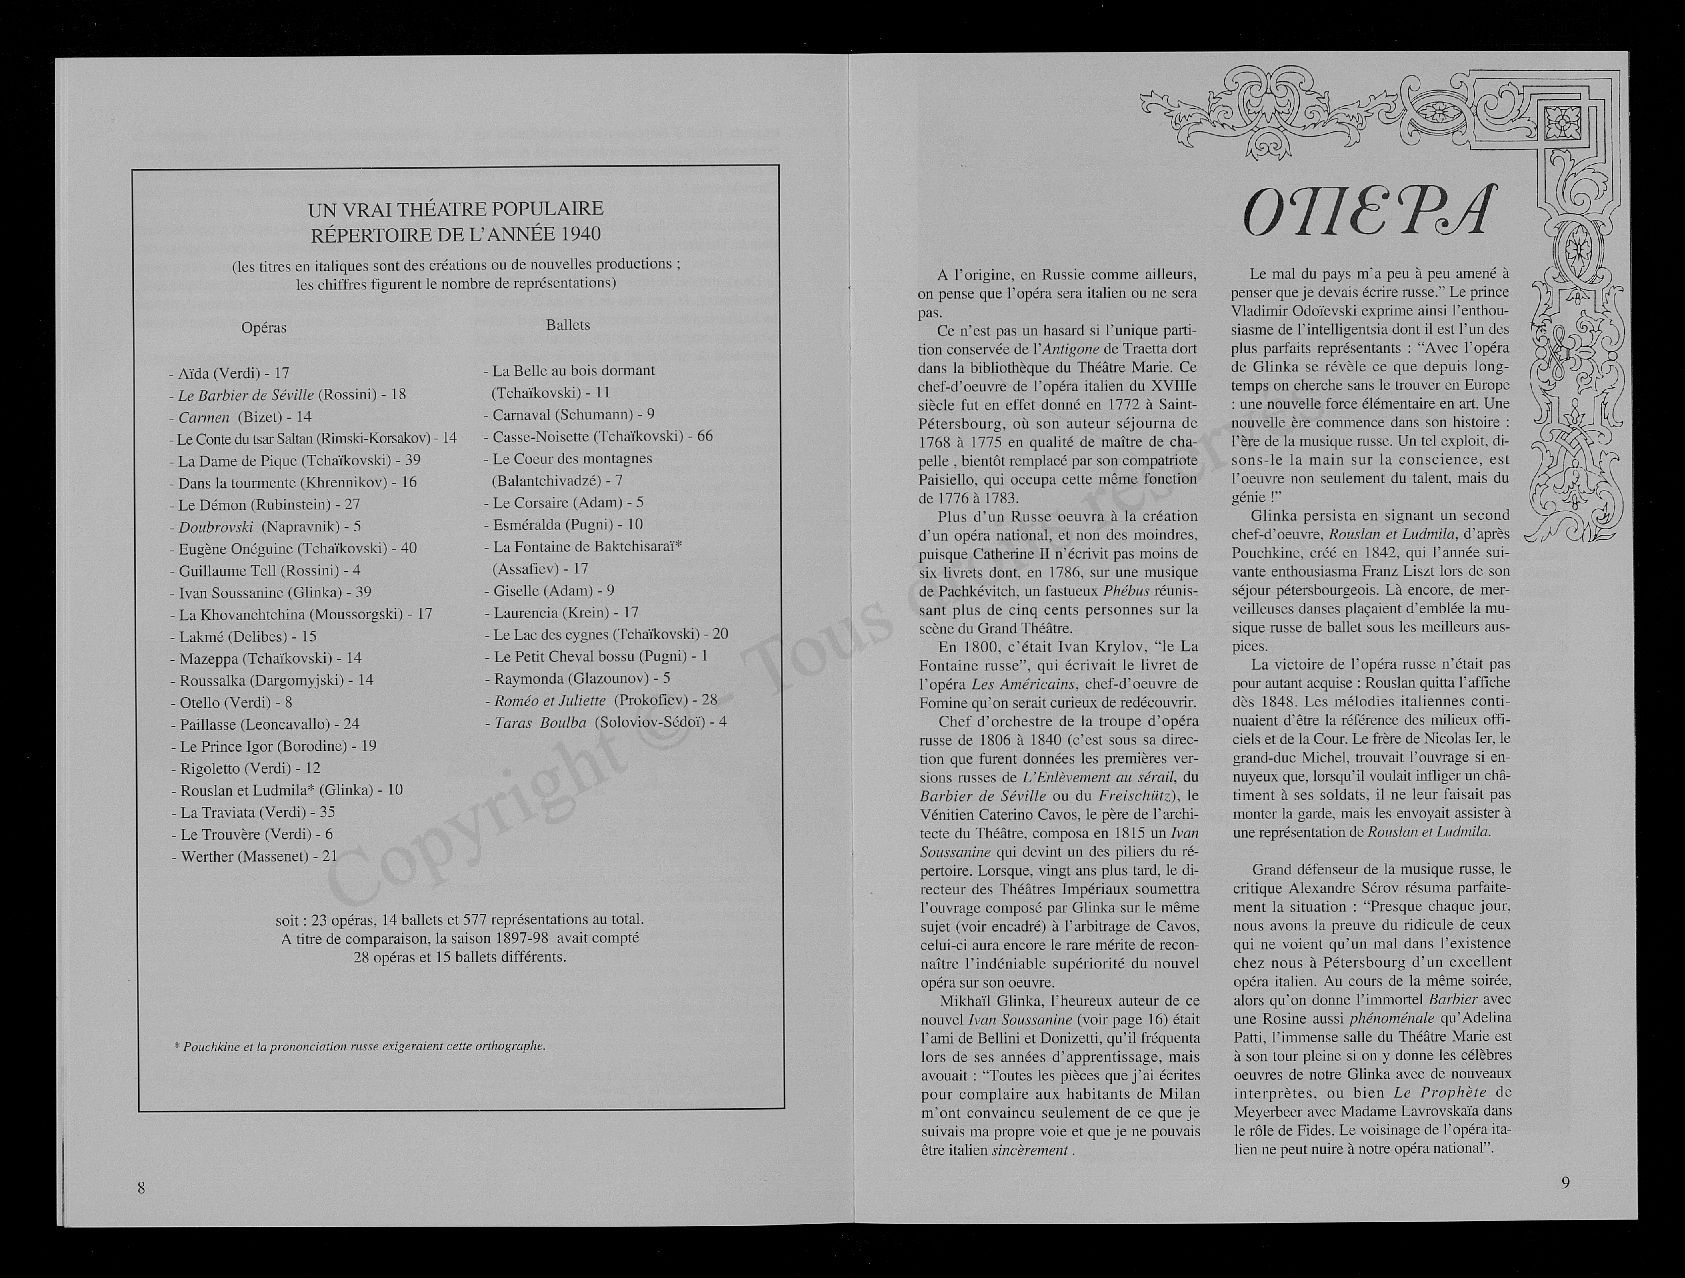 UN VRAI THÉATRE POPULAIRE
RÉPERTOIRE DE L'ANNÉE 1940
(les titres en italiques sont des créations ou de nouvelles productions ;
les chiffres figurent le nombre de représentations)
Opéras
- Aïda (Verdi) - 17
- Le Barbier de Séville (Rossini) - 18
- Carmen (Bizet) - 14
- Le Conte du tsar Saltan (Rimski-Korsakov) - 14
- La Dame de Pique (Tchaïkovski) - 39
- Dans la tourmente (Khrennikov) - 16
- Le Démon (Rubinstein) - 27
- Doubrovski (Napravnik) - 5
- Eugène Onéguine (Tchaïkovski) - 40
- Guillaume Tell (Rossini) - 4
- Ivan Soussanine (Glinka) - 39
- La Khovanchtchina (Moussorgski) - 17
- Lakmé (Delibes) - 15
- Mazeppa (Tchaïkovski) - 14
- Roussalka (Dargomyjski) - 14
- Otello (Verdi) - 8
- Paillasse (Leoncavallo) - 24
- Le Prince Igor (Borodine) - 19
- Rigoletto (Verdi) - 12
- Rouslan et Ludmila* (Glinka) - 10
- La Traviata (Verdi) - 35
- Le Trouvère (Verdi) - 6
- Werther (Massenet) - 21
Ballets
- La Belle au bois dormant
(Tchaïkovski) - 11
- Carnaval (Schumann) - 9
- Casse-Noisette (Tchaïkovski) - 66
- Le Coeur des montagnes
(Balantchivadzé) - 7
- Le Corsaire (Adam) - 5
- Esméralda (Pugni) - 10
- La Fontaine de Baktchisaraï*
(Assafiev) - 17
- Giselle (Adam) - 9
- Laurencia (Krein) - 17
- Le Lac des cygnes (Tchaïkovski) - 20
- Le Petit Cheval bossu (Pugni) - 1
- Raymonda (Glazounov) - 5
- Roméo et Juliette (Prokofiev) - 28
- Taras Boulba (Soloviov-Sédoï) - 4
soit : 23 opéras, 14 ballets et 577 représentations au total.
A titre de comparaison, la saison 1897-98 avait compté
28 opéras et 15 ballets différents.
* Pouchkine et la prononciation russe exigeraient cette orthographe.
8
ОПЕРА
A l'origine, en Russie comme ailleurs,
on pense que l'opéra sera italien ou ne sera
pas.
Ce n'est pas un hasard si l'unique parti-
tion conservée de l'Antigone de Traetta dort
dans la bibliothèque du Théâtre Marie. Ce
chef-d'oeuvre de l'opéra italien du XVIIIe
siècle fut en effet donné en 1772 à Saint-
Pétersbourg, où son auteur séjourna de
1768 à 1775 en qualité de maître de cha-
pelle , bientôt remplacé par son compatriote
Paisiello, qui occupa cette même fonction
de 1776 à 1783.
Plus d'un Russe oeuvra à la création
d'un opéra national, et non des moindres,
puisque Catherine II n'écrivit pas moins de
six livrets dont, en 1786, sur une musique
de Pachkévitch, un fastueux Phébus réunis-
sant plus de cinq cents personnes sur la
scène du Grand Théâtre.
En 1800, c'était Ivan Krylov, “le La
Fontaine russe”, qui écrivait le livret de
l'opéra Les Américains, chef-d'oeuvre de
Fomine qu'on serait curieux de redécouvrir.
Chef d'orchestre de la troupe d'opéra
russe de 1806 à 1840 (c'est sous sa direc-
tion que furent données les premières ver-
sions russes de L'Enlèvement au sérail, du
Barbier de Séville ou du Freischütz), le
Vénitien Caterino Cavos, le père de l'archi-
tecte du Théâtre, composa en 1815 un Ivan
Soussanine qui devint un des piliers du ré-
pertoire. Lorsque, vingt ans plus tard, le di-
recteur des Théâtres Impériaux soumettra
l'ouvrage composé par Glinka sur le même
sujet (voir encadré) à l'arbitrage de Cavos,
celui-ci aura encore le rare mérite de recon-
naître l'indéniable supériorité du nouvel
opéra sur son oeuvre.
Mikhaïl Glinka, l'heureux auteur de ce
nouvel Ivan Soussanine (voir page 16) était
l'ami de Bellini et Donizetti, qu'il fréquenta
lors de ses années d'apprentissage, mais
avouait : “Toutes les pièces que j'ai écrites
pour complaire aux habitants de Milan
m'ont convaincu seulement de ce que je
suivais ma propre voie et que je ne pouvais
être italien sincèrement .
Le mal du pays m'a peu à peu amené à
penser que je devais écrire russe.” Le prince
Vladimir Odoïevski exprime ainsi l'enthou-
siasme de l'intelligentsia dont il est l'un des
plus parfaits représentants : “Avec l'opéra
de Glinka se révèle ce que depuis long-
temps on cherche sans le trouver en Europe
: une nouvelle force élémentaire en art. Une
nouvelle ère commence dans son histoire :
l'ère de la musique russe. Un tel exploit, di-
sons-le la main sur la conscience, est
l'oeuvre non seulement du talent, mais du
génie !”
Glinka persista en signant un second
chef-d'oeuvre, Rouslan et Ludmila, d'après
Pouchkine, créé en 1842, qui l'année sui-
vante enthousiasma Franz Liszt lors de son
séjour pétersbourgeois. Là encore, de mer-
veilleuses danses plaçaient d'emblée la mu-
sique russe de ballet sous les meilleurs aus-
pices.
La victoire de l'opéra russe n'était pas
pour autant acquise : Rouslan quitta l'affiche
dès 1848. Les mélodies italiennes conti-
nuaient d'être la référence des milieux offi-
ciels et de la Cour. Le frère de Nicolas Ier, le
grand-duc Michel, trouvait l'ouvrage si en-
nuyeux que, lorsqu'il voulait infliger un châ-
timent à ses soldats, il ne leur faisait pas
monter la garde, mais les envoyait assister à
une représentation de Rouslan et Ludmila.
Grand défenseur de la musique russe, le
critique Alexandre Sérov résuma parfaite-
ment la situation : “Presque chaque jour,
nous avons la preuve du ridicule de ceux
qui ne voient qu'un mal dans l'existence
chez nous à Pétersbourg d'un excellent
opéra italien. Au cours de la même soirée,
alors qu'on donne l'immortel Barbier avec
une Rosine aussi phénoménale qu'Adelina
Patti, l'immense salle du Théâtre Marie est
à son tour pleine si on y donne les célèbres
oeuvres de notre Glinka avec de nouveaux
interprètes, ou bien Le Prophète de
Meyerbeer avec Madame Lavrovskaïa dans
le rôle de Fides. Le voisinage de l'opéra ita-
lien ne peut nuire à notre opéra national”.
9
Copyright © - Tous droits réservés